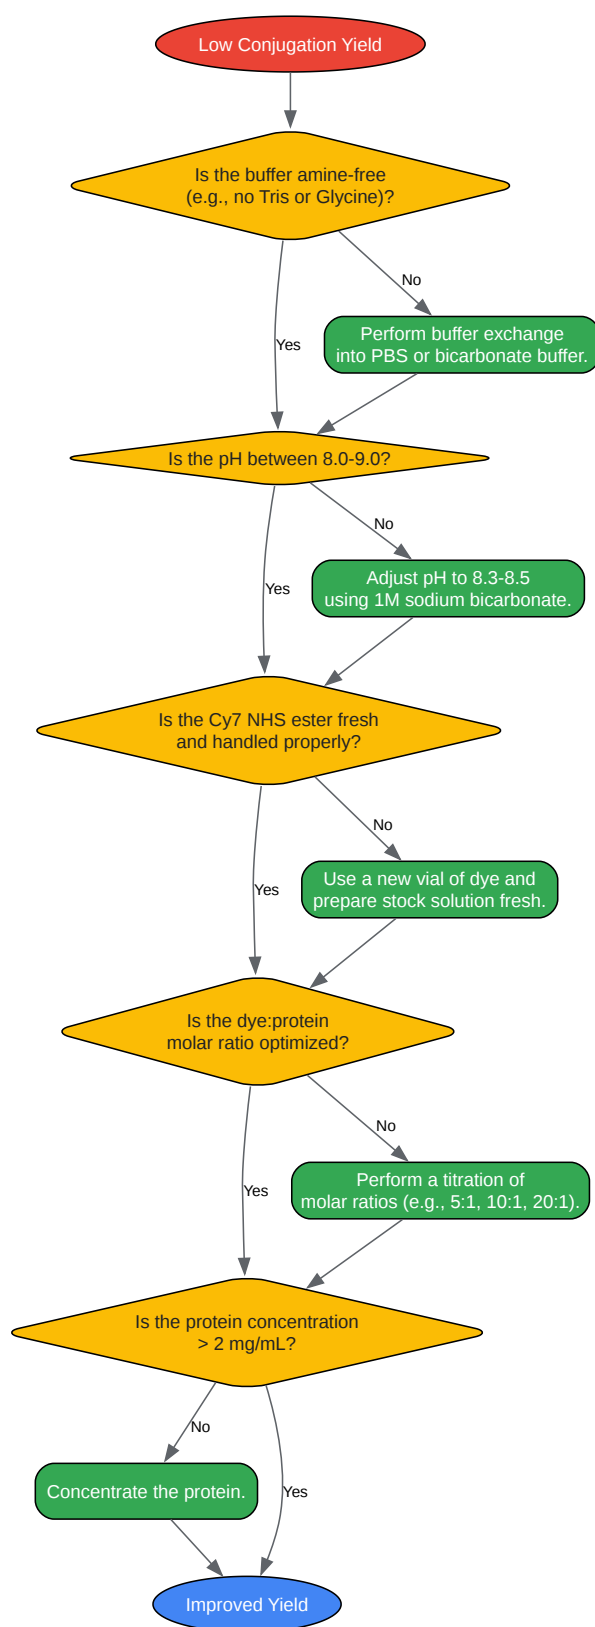 Low Conjugation Yield
Is the buffer amine-free
(e.g., no Tris or Glycine)?
No
Perform buffer exchange
into PBS or bicarbonate buffer.
Yes
Is the pH between 8.0-9.0?
No
Adjust pH to 8.3-8.5
using 1M sodium bicarbonate.
Yes
Is the Cy7 NHS ester fresh
and handled properly?
No
Use a new vial of dye and
prepare stock solution fresh.
Yes
Is the dye:protein
molar ratio optimized?
No
Perform a titration of
molar ratios (e.g., 5:1, 10:1, 20:1).
Yes
Is the protein concentration
> 2 mg/mL?
No
Concentrate the protein.
Yes
Improved Yield